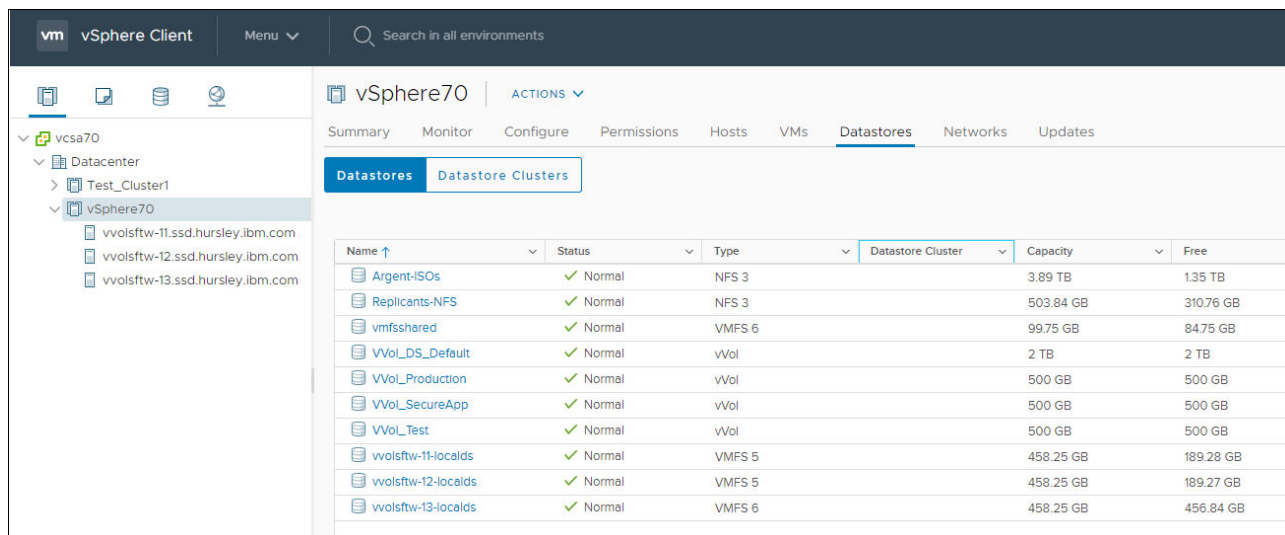 vm vSphere Client Menu Search in all environments
vcsa70
Datacenter
Test_Cluster1
vSphere70
vvolsftw-11.ssd.hursley.ibm.com
vvolsftw-12.ssd.hursley.ibm.com
vvolsftw-13.ssd.hursley.ibm.com
vSphere70 ACTIONS
Summary Monitor Configure Permissions Hosts VMs Datastores Networks Updates
Datastores Datastore Clusters
Name Status Type Datastore Cluster Capacity Free
Argent-ISOs Normal NFS 3 3.89 TB 1.35 TB
Replicants-NFS Normal NFS 3 503.84 GB 310.76 GB
vmfsshared Normal VMFS 6 99.75 GB 84.75 GB
VVol_DS_Default Normal vVol 2 TB 2 TB
VVol_Production Normal vVol 500 GB 500 GB
VVol_SecureApp Normal vVol 500 GB 500 GB
VVol_Test Normal vVol 500 GB 500 GB
vvolsftw-11-localds Normal VMFS 5 458.25 GB 189.28 GB
vvolsftw-12-localds Normal VMFS 5 458.25 GB 189.27 GB
vvolsftw-13-localds Normal VMFS 6 458.25 GB 456.84 GB